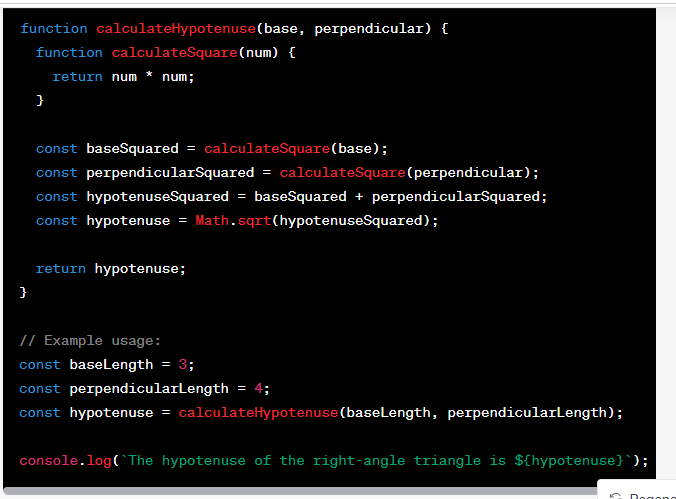 function calculateHypotenuse(base, perpendicular) {
function calculateSquare(num) {
return num * num;
}
const baseSquared = calculateSquare(base);
const perpendicularSquared = calculateSquare(perpendicular);
const hypotenuseSquared = baseSquared + perpendicularSquared;
const hypotenuse = Math.sqrt(hypotenuseSquared);
return hypotenuse;
}
// Example usage:
const baseLength = 3;
const perpendicularLength = 4;
const hypotenuse = calculateHypotenuse(baseLength, perpendicularLength);
console.log(`The hypotenuse of the right-angle triangle is ${hypotenuse}`);